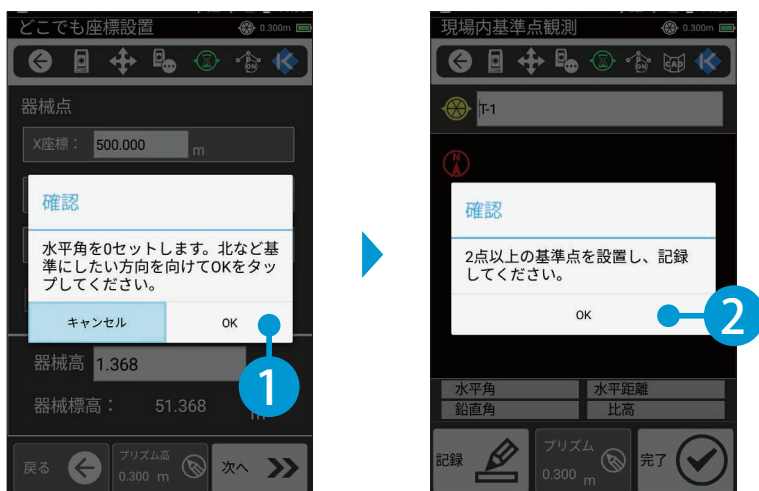 どこでも座標設置
0.300m
器械点
X座標： 500.000 m
確認
水平角を0セットします。北など基
準にしたい方向を向けてOKをタッ
プしてください。
キャンセル
OK
1
器械高 1.368
器械標高： 51.368 m
戻る
プリズム高
0.300 m
次へ
現場内基準点観測
0.300m
CAD
T-1
N
確認
2点以上の基準点を設置し、記録
してください。
OK
2
水平角
水平距離
鉛直角
比高
記録
プリズム
0.300 m
完了